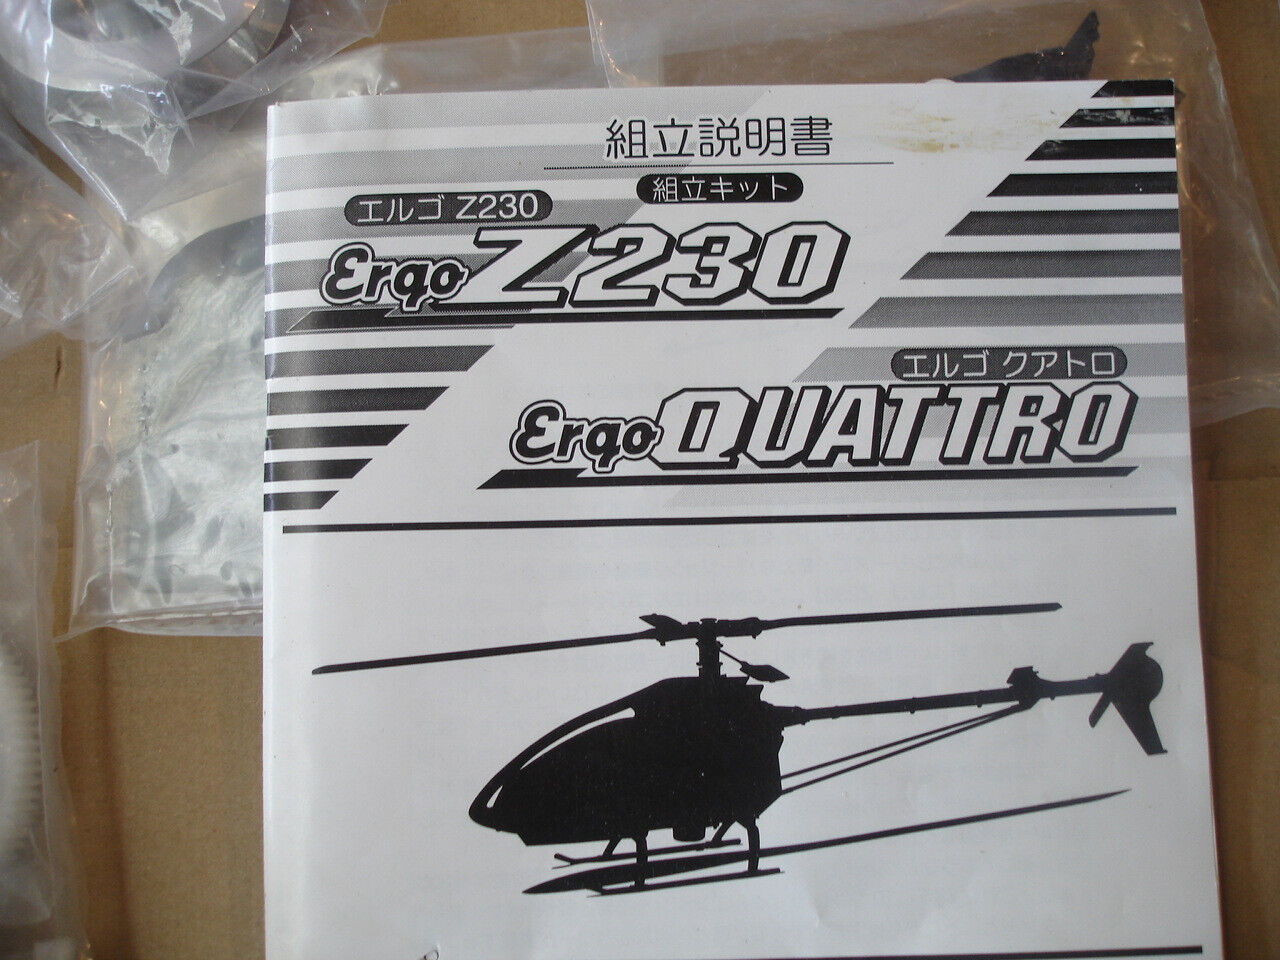 組立説明書
組立キット
エルゴ Z230
Ergo Z230
エルゴ クアトロ
Ergo QUATTRO